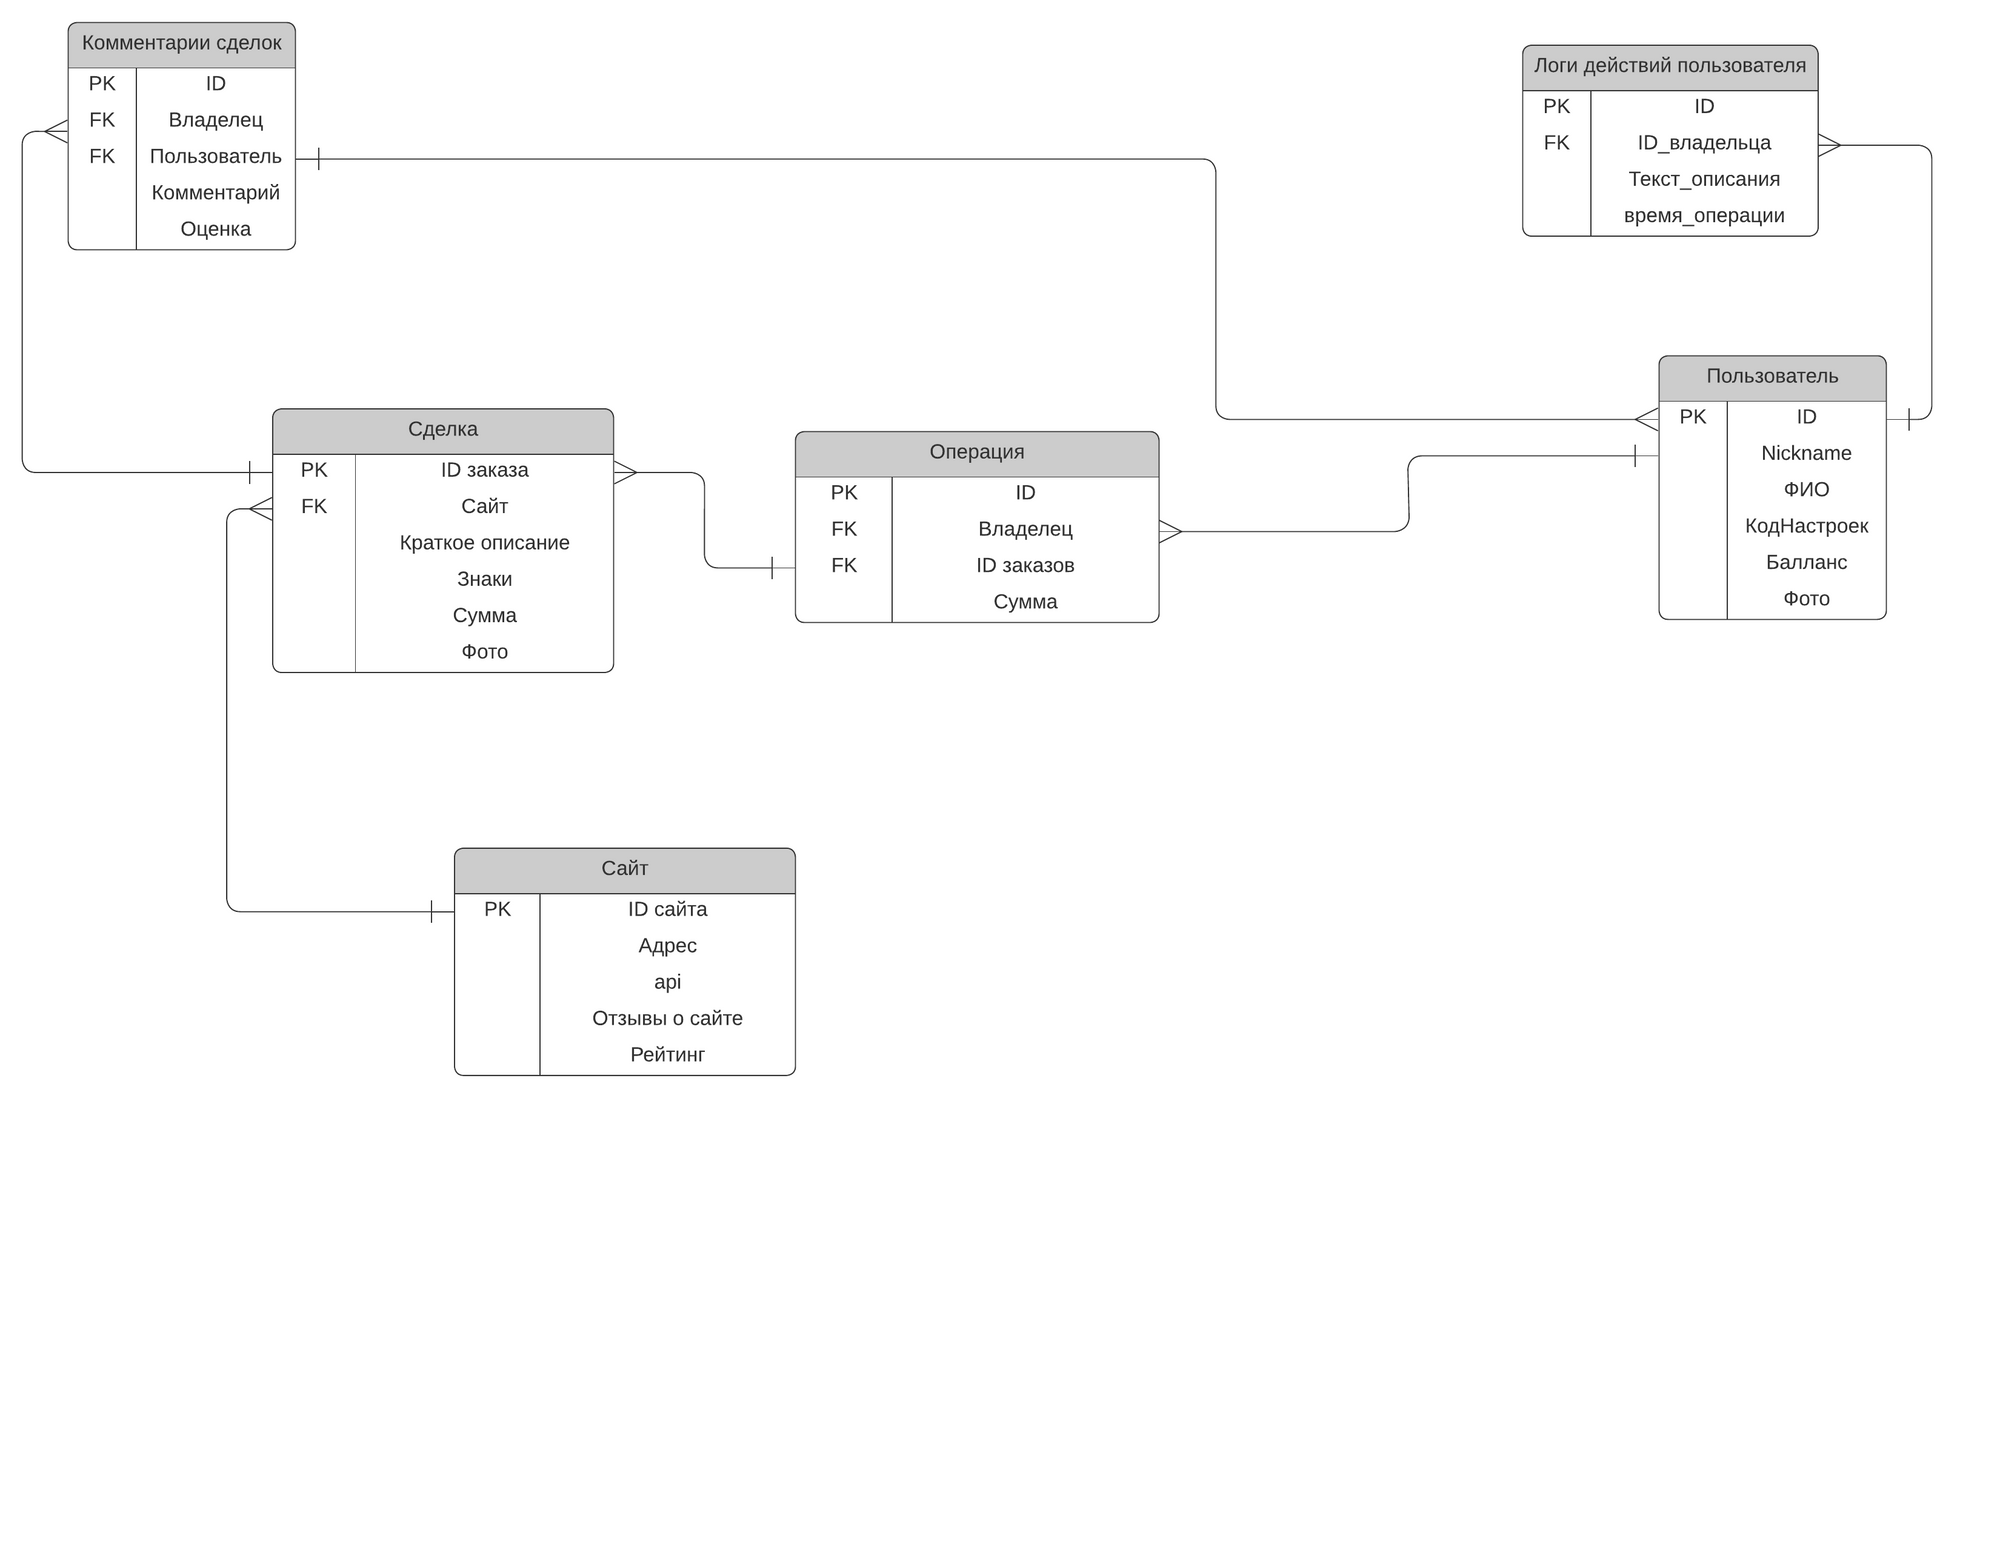 Комментарии сделок
PK ID
FK Владелец
FK Пользователь
Комментарий
Оценка
Логи действий пользователя
PK ID
FK ID_владельца
Текст_описания
время_операции
Пользователь
PK ID
Nickname
ФИО
КодНастроек
Балланс
Фото
Сделка
PK ID заказа
FK Сайт
Краткое описание
Знаки
Сумма
Фото
Операция
PK ID
FK Владелец
FK ID заказов
Сумма
Сайт
PK ID сайта
Адрес
api
Отзывы о сайте
Рейтинг